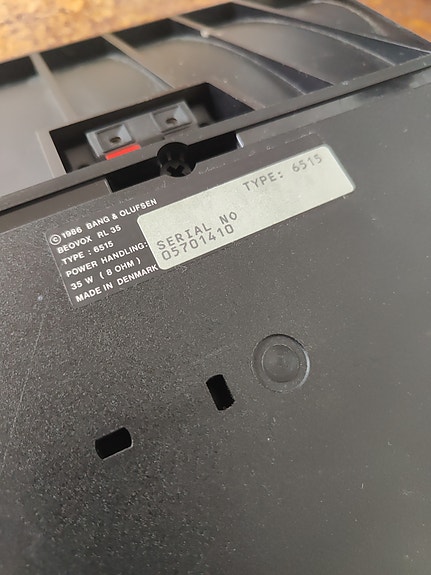 ©1986 BANG & OLUFSEN
BEOVOX RL 35
TYPE : 6515
POWER HANDLING:
35 W ( 8 OHM )
MADE IN DENMARK
TYPE: 6515
SERIAL NO
05701410